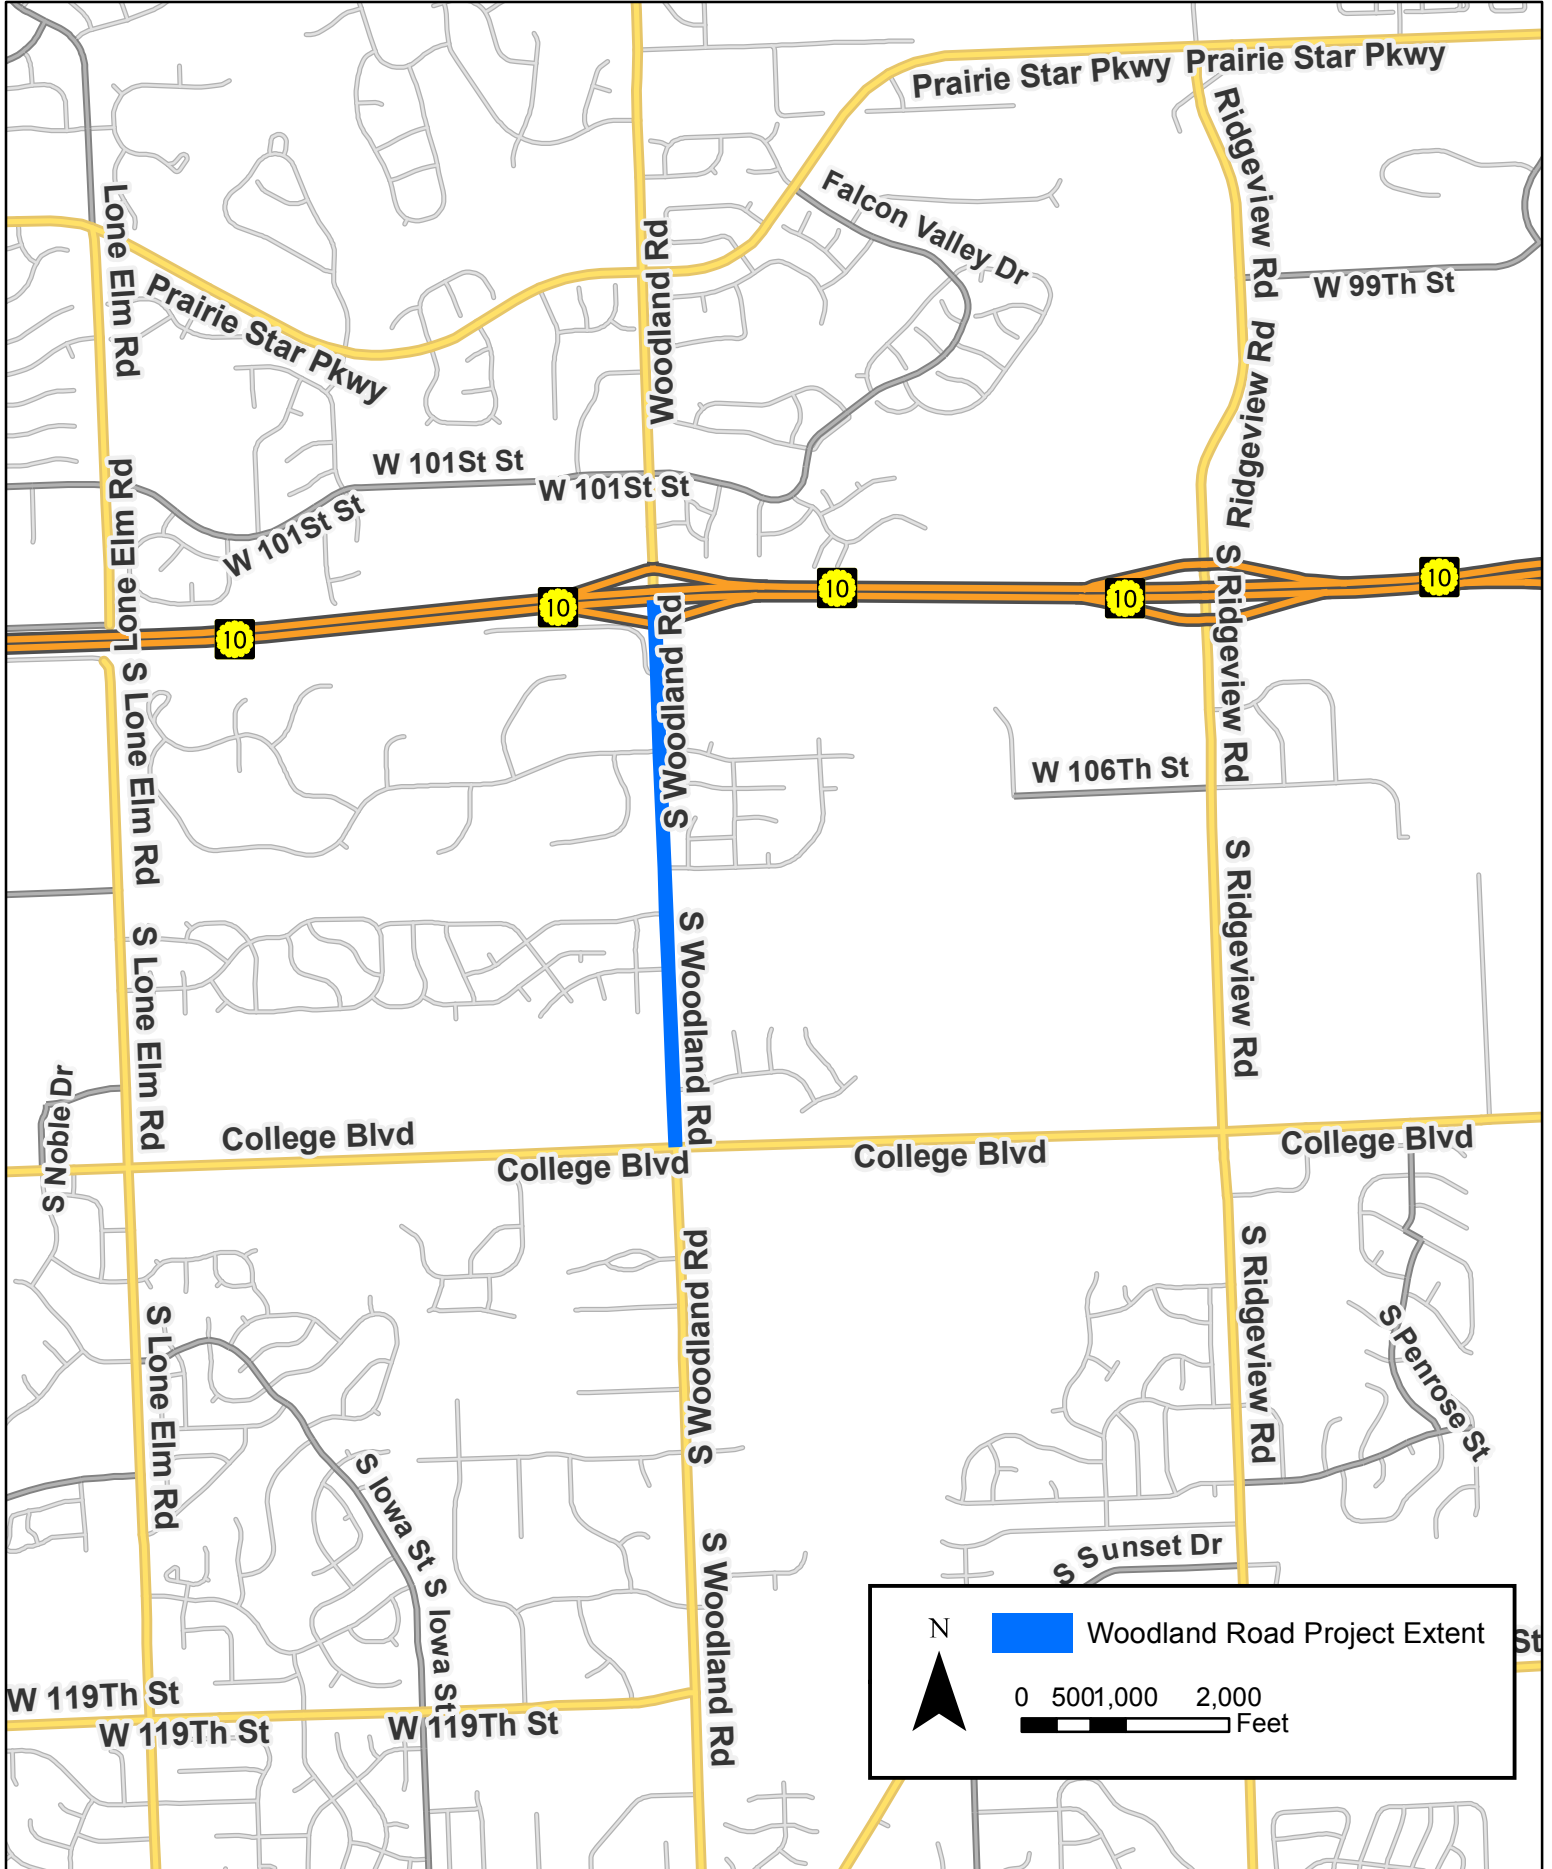 Prairie Star Pkwy
Prairie Star Pkwy
Ridgeview Rd
Falcon Valley Dr
Lone Elm Rd
Woodland Rd
W 99Th St
Prairie Star Pkwy
Ridgeview Rd
W 101St St
W 101St St
W 101St St
Lone Elm Rd
10
10
10
10
10
S Ridgeview Rd
S Woodland Rd
S Lone Elm Rd
W 106Th St
S Ridgeview Rd
S Woodland Rd
S Lone Elm Rd
S Noble Dr
College Blvd
College Blvd
College Blvd
College Blvd
S Woodland Rd
S Ridgeview Rd
S Lone Elm Rd
S Penrose St
S Iowa St
S Iowa St
S Woodland Rd
S Sunset Dr
St
W 119Th St
W 119Th St
W 119Th St
N
Woodland Road Project Extent
0 500 1,000 2,000
Feet